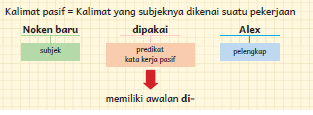 Kalimat pasif = Kalimat yang subjeknya dikenai suatu pekerjaan
Noken baru dipakai Alex
subjek predikat pelengkap
kata kerja pasif
memiliki awalan di-